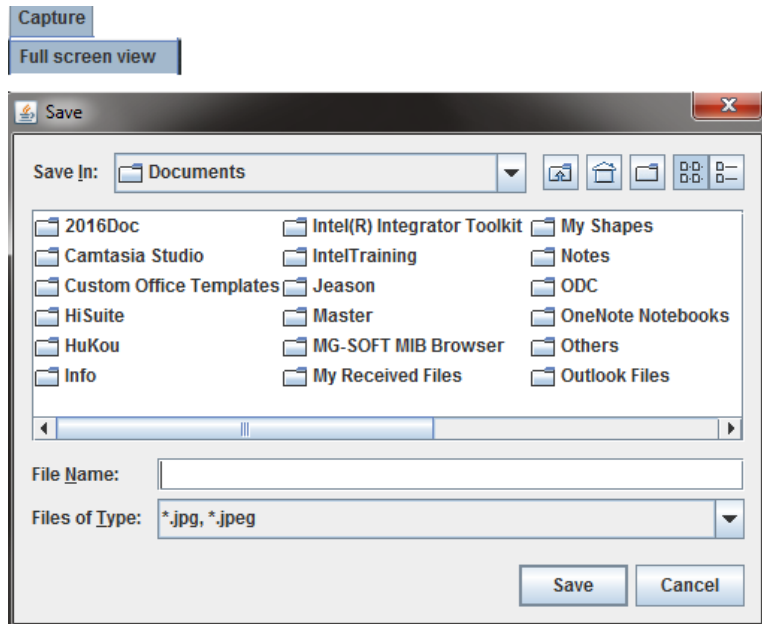 Capture
Full screen view
Save
Save In: Documents
2016Doc Intel(R) Integrator Toolkit My Shapes
Camtasia Studio IntelTraining Notes
Custom Office Templates Jeason ODC
HiSuite Master OneNote Notebooks
HuKou MG-SOFT MIB Browser Others
Info My Received Files Outlook Files
File Name:
Files of Type: *.jpg, *.jpeg
Save Cancel